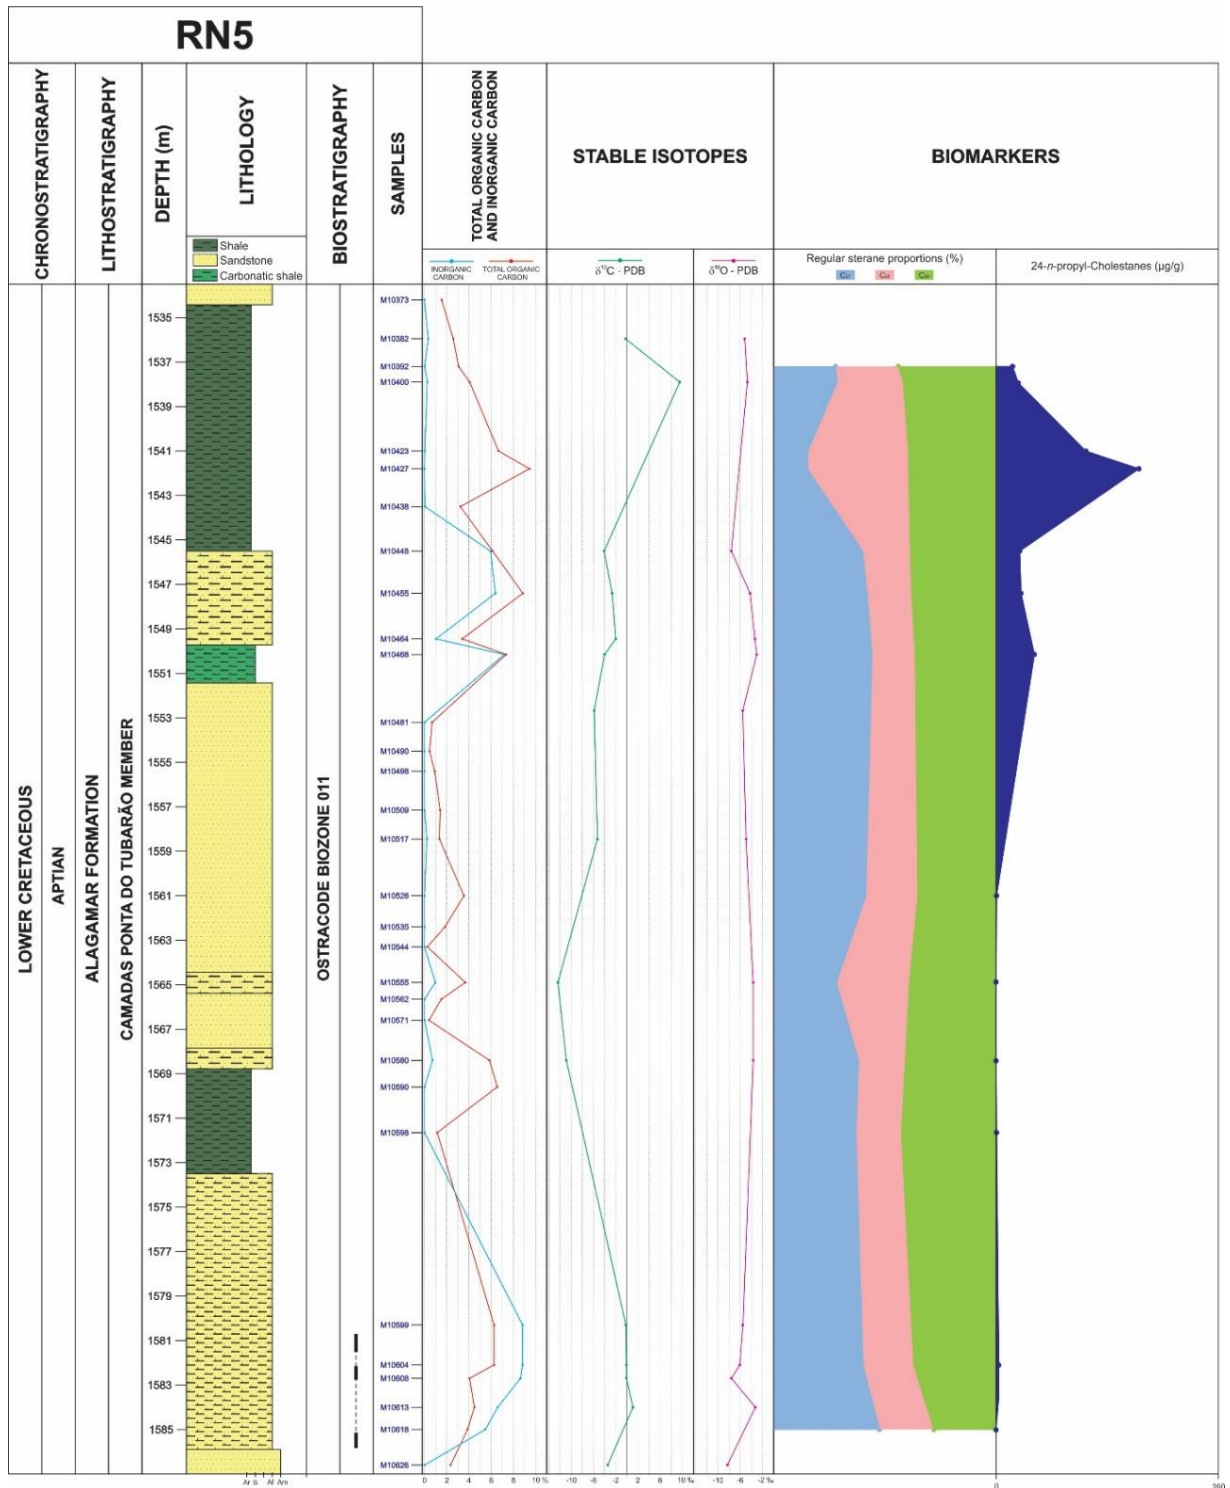 RN5
CHRONOSTRATIGRAPHY
LITHOSTRATIGRAPHY
DEPTH (m)
LITHOLOGY
BIOSTRATIGRAPHY
SAMPLES
TOTAL ORGANIC CARBON
AND INORGANIC CARBON
STABLE ISOTOPES
BIOMARKERS
Shale
Sandstone
Carbonatic shale
INORGANIC
CARBON
TOTAL ORGANIC
CARBON
δ¹³C - PDB
δ¹⁸O - PDB
Regular sterane proportions (%)
24-n-propyl-Cholestanes (µg/g)
LOWER CRETACEOUS
APTIAN
ALAGAMAR FORMATION
CAMADAS PONTA DO TUBARÃO MEMBER
1535
1537
1539
1541
1543
1545
1547
1549
1551
1553
1555
1557
1559
1561
1563
1565
1567
1569
1571
1573
1575
1577
1579
1581
1583
1585
OSTRACODE BIOZONE 011
M10373
M10382
M10392
M10400
M10423
M10427
M10438
M10448
M10455
M10464
M10468
M10481
M10490
M10498
M10509
M10517
M10526
M10535
M10544
M10555
M10562
M10571
M10580
M10590
M10598
M10599
M10604
M10608
M10613
M10618
M10626
0 2 4 6 8 10 %
-10 -6 -2 2 6 10 ‰
-10 -6 -2 ‰
0